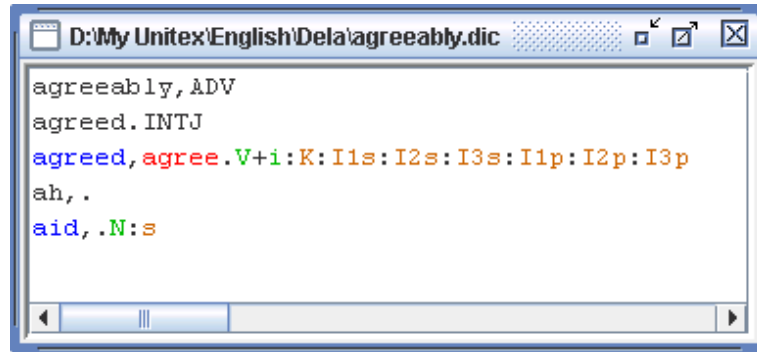 D:\My Unitex\English\Dela\agreeably.dic
agreeably,ADV
agreed.INTJ
agreed,agree.V+i:K:I1s:I2s:I3s:I1p:I2p:I3p
ah,.
aid,.N:s